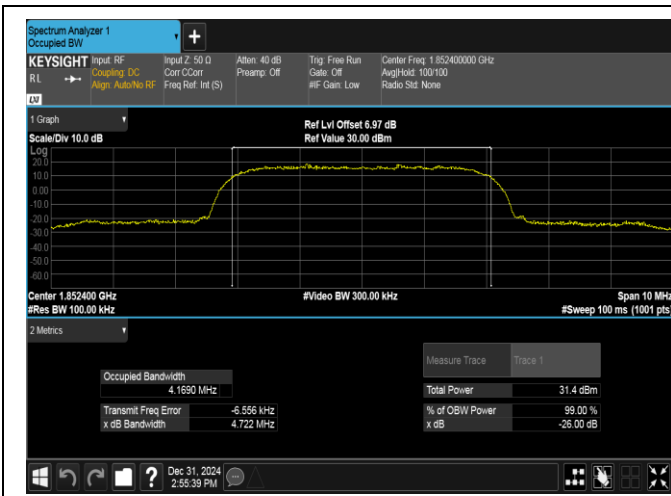 Spectrum Analyzer 1
Occupied BW
+
KEYSIGHT
RL
LXI
Input: RF
Coupling: DC
Align: Auto/No RF
Input Z: 50 Ω
Corr CCorr
Freq Ref: Int (S)
Atten: 40 dB
Preamp: Off
Trig: Free Run
Gate: Off
#IF Gain: Low
Center Freq: 1.852400000 GHz
Avg|Hold: 100/100
Radio Std: None
1 Graph
Scale/Div 10.0 dB
Ref Lvl Offset 6.97 dB
Ref Value 30.00 dBm
Log
20.0
10.0
0.00
-10.0
-20.0
-30.0
-40.0
-50.0
-60.0
Center 1.852400 GHz
#Res BW 100.00 kHz
#Video BW 300.00 kHz
Span 10 MHz
#Sweep 100 ms (1001 pts)
2 Metrics
Measure Trace Trace 1
Occupied Bandwidth
4.1690 MHz
Total Power 31.4 dBm
Transmit Freq Error -6.556 kHz
x dB Bandwidth 4.722 MHz
% of OBW Power 99.00 %
x dB -26.00 dB
?
Dec 31, 2024
2:55:39 PM